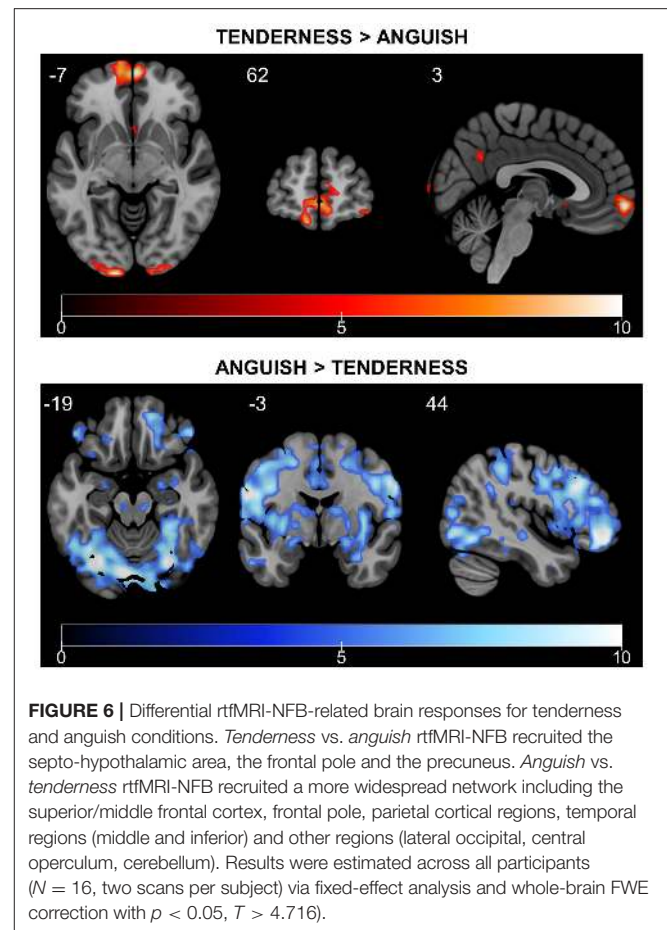 TENDERNESS > ANGUISH
-7 62 3
0 5 10
ANGUISH > TENDERNESS
-19 -3 44
0 5 10
FIGURE 6 | Differential rtfMRI-NFB-related brain responses for tenderness
and anguish conditions. Tenderness vs. anguish rtfMRI-NFB recruited the
septo-hypothalamic area, the frontal pole and the precuneus. Anguish vs.
tenderness rtfMRI-NFB recruited a more widespread network including the
superior/middle frontal cortex, frontal pole, parietal cortical regions, temporal
regions (middle and inferior) and other regions (lateral occipital, central
operculum, cerebellum). Results were estimated across all participants
(N = 16, two scans per subject) via fixed-effect analysis and whole-brain FWE
correction with p < 0.05, T > 4.716).